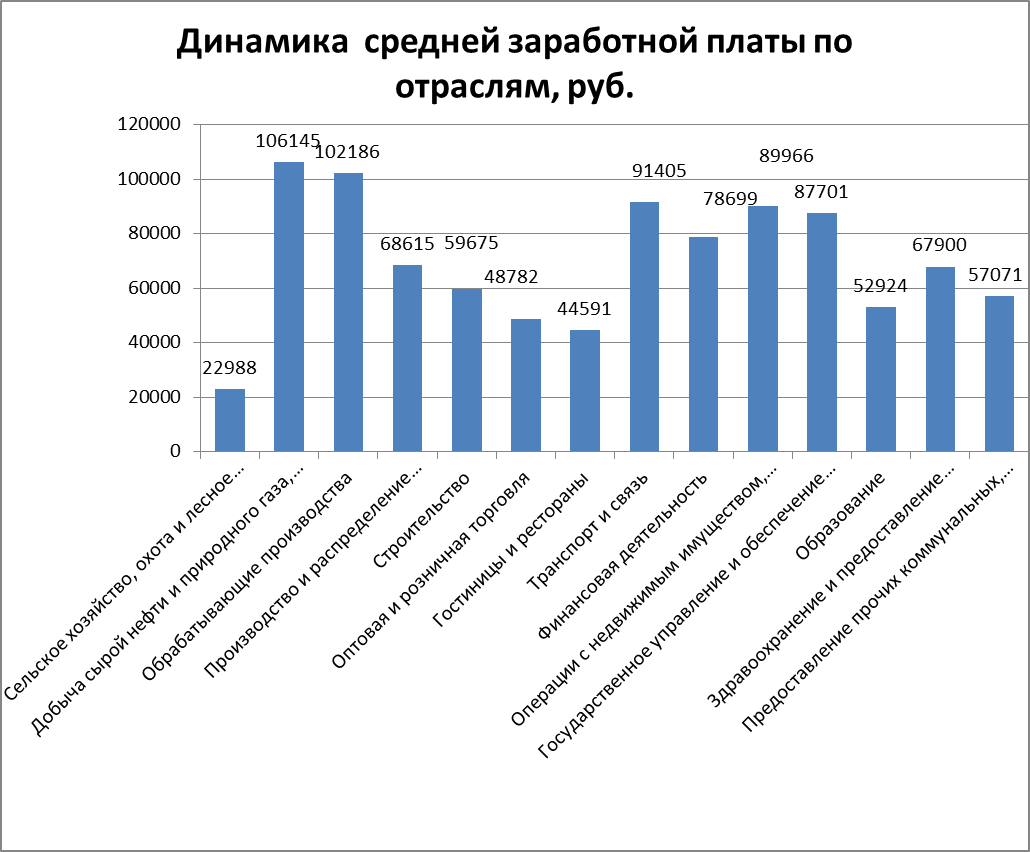 Динамика средней заработной платы по
отраслям, руб.
120000
100000
80000
60000
40000
20000
0
22988
106145
102186
68615
59675
48782
44591
91405
78699
89966
87701
52924
67900
57071
Сельское хозяйство, охота и лесное...
Добыча сырой нефти и природного газа,...
Обрабатывающие производства
Производство и распределение...
Строительство
Оптовая и розничная торговля
Гостиницы и рестораны
Транспорт и связь
Финансовая деятельность
Операции с недвижимым имуществом,...
Государственное управление и обеспечение...
Образование
Здравоохранение и предоставление...
Предоставление прочих коммунальных,...